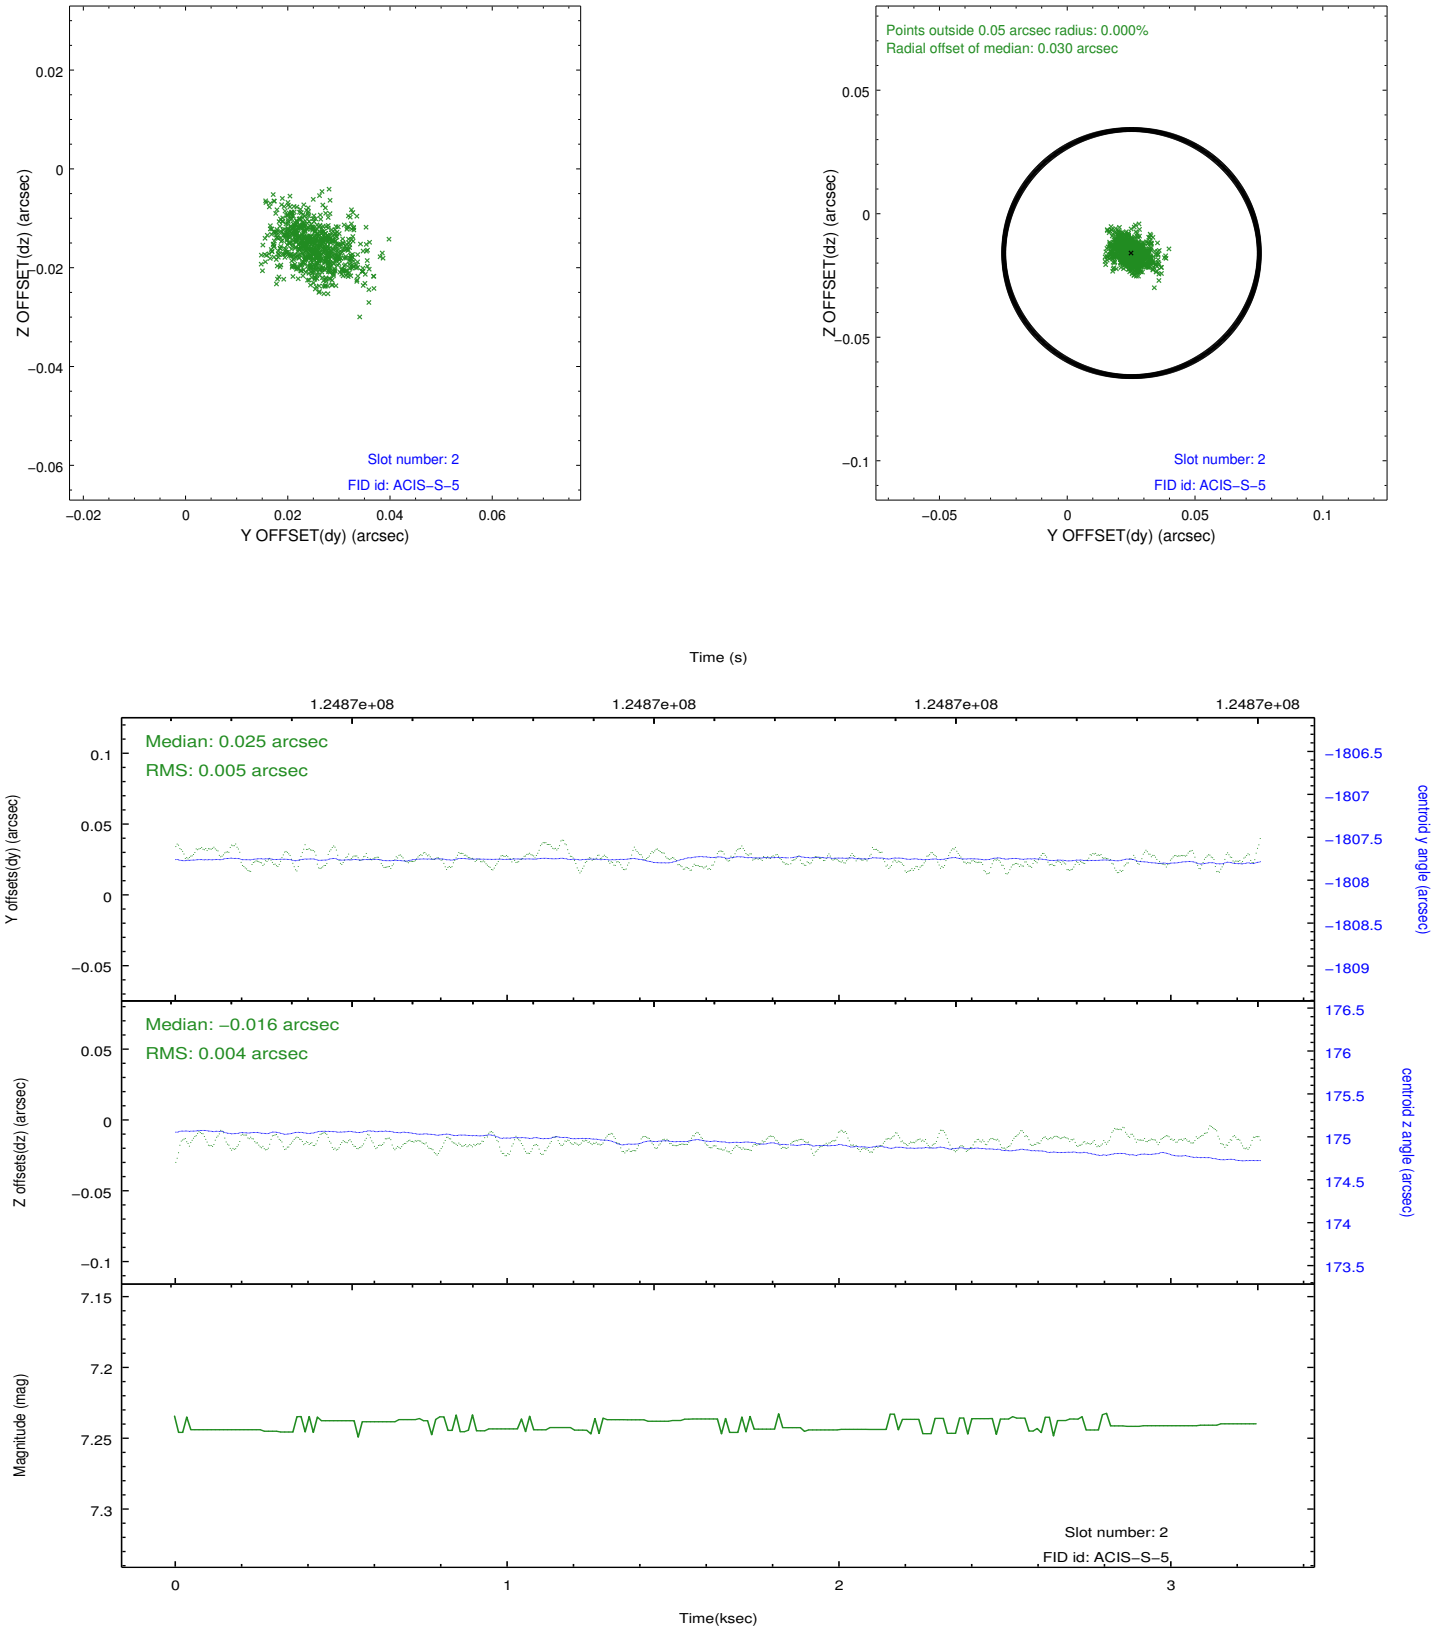 0.02
0
−0.02
−0.04
−0.06
Z OFFSET(dz) (arcsec)
Slot number: 2
FID id: ACIS−S−5
−0.02
0
0.02
0.04
0.06
Y OFFSET(dy) (arcsec)
Points outside 0.05 arcsec radius: 0.000%
Radial offset of median: 0.030 arcsec
0.05
0
−0.05
−0.1
Z OFFSET(dz) (arcsec)
Slot number: 2
FID id: ACIS−S−5
−0.05
0
0.05
0.1
Y OFFSET(dy) (arcsec)
Time (s)
1.2487e+08
1.2487e+08
1.2487e+08
1.2487e+08
Median: 0.025 arcsec
RMS: 0.005 arcsec
0.1
0.05
0
−0.05
Y offsets(dy) (arcsec)
−1806.5
−1807
−1807.5
−1808
−1808.5
−1809
centroid y angle (arcsec)
Median: −0.016 arcsec
RMS: 0.004 arcsec
0.05
0
−0.05
−0.1
Z offsets(dz) (arcsec)
176.5
176
175.5
175
174.5
174
173.5
centroid z angle (arcsec)
7.15
7.2
7.25
7.3
Magnitude (mag)
Slot number: 2
FID id: ACIS−S−5
0
1
2
3
Time(ksec)